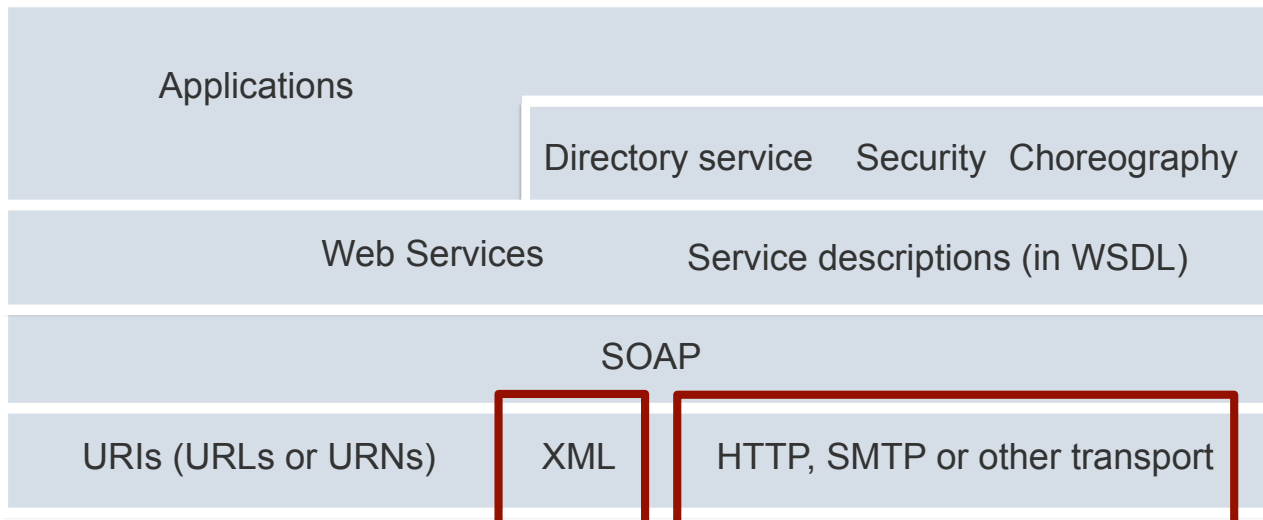 Applications
Directory service Security Choreography
Web Services Service descriptions (in WSDL)
SOAP
URIs (URLs or URNs) XML HTTP, SMTP or other transport